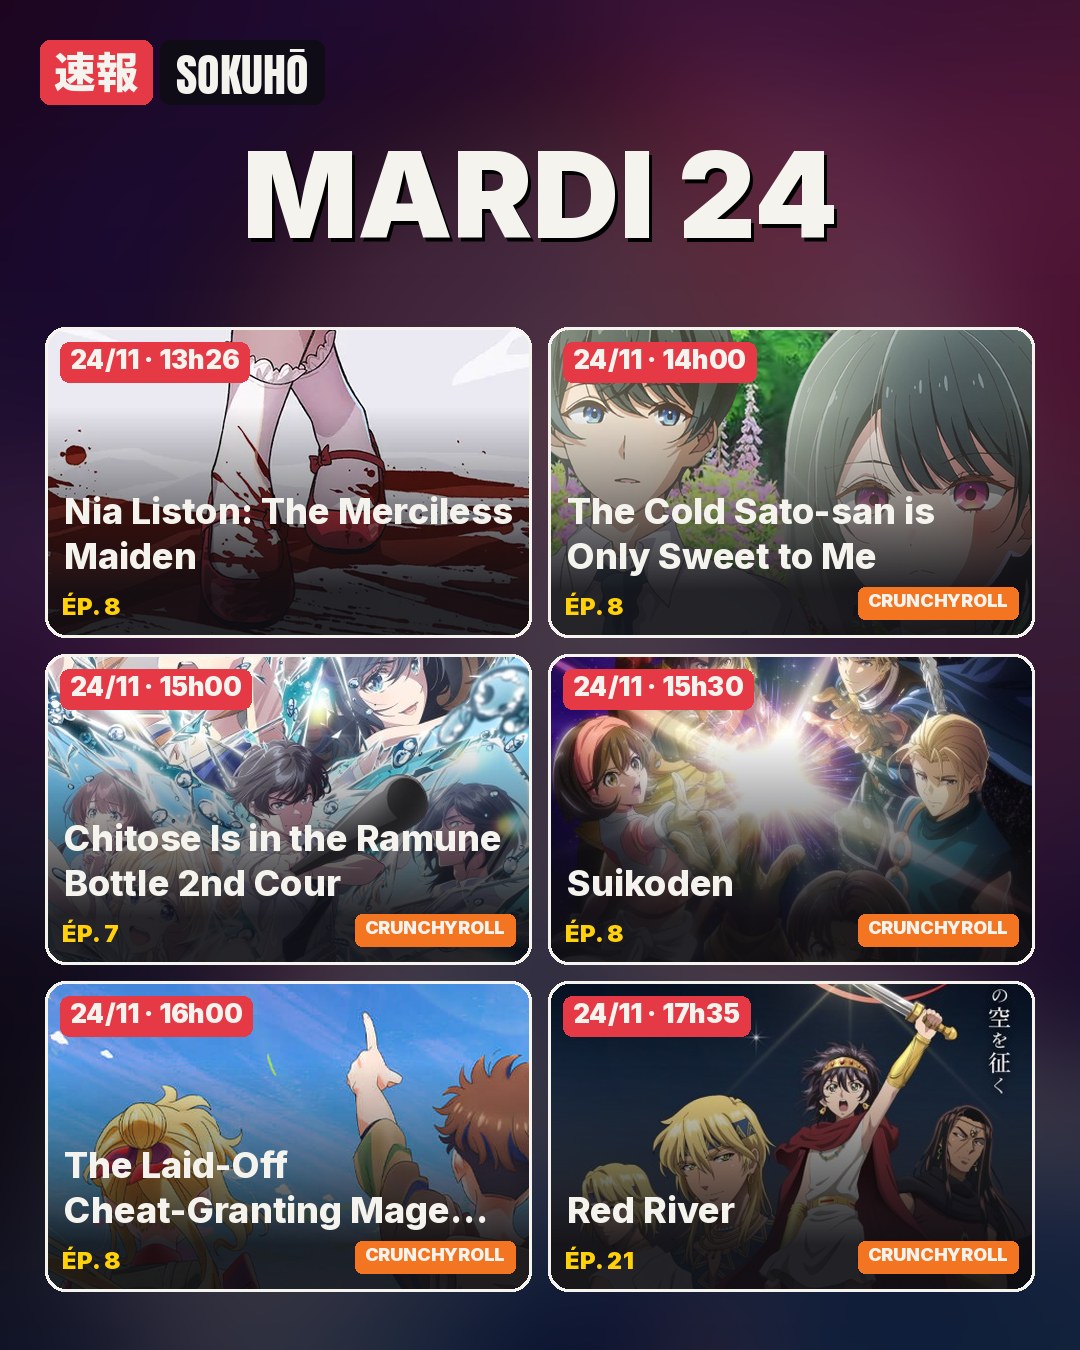 速報 SOKUHŌ
MARDI 24
24/11 · 13h26
Nia Liston: The Merciless
Maiden
ÉP. 8
24/11 · 14h00
The Cold Sato-san is
Only Sweet to Me
ÉP. 8
CRUNCHYROLL
24/11 · 15h00
Chitose Is in the Ramune
Bottle 2nd Cour
ÉP. 7
CRUNCHYROLL
24/11 · 15h30
Suikoden
ÉP. 8
CRUNCHYROLL
24/11 · 16h00
The Laid-Off
Cheat-Granting Mage...
ÉP. 8
CRUNCHYROLL
24/11 · 17h35
の空を征く
Red River
ÉP. 21
CRUNCHYROLL